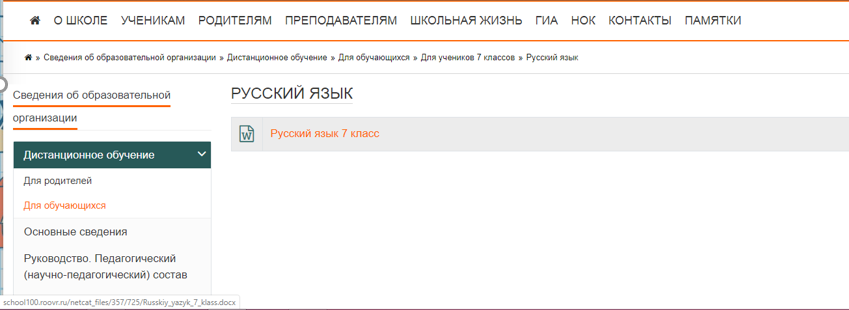 О ШКОЛЕ УЧЕНИКАМ РОДИТЕЛЯМ ПРЕПОДАВАТЕЛЯМ ШКОЛЬНАЯ ЖИЗНЬ ГИА НОК КОНТАКТЫ ПАМЯТКИ
» Сведения об образовательной организации » Дистанционное обучение » Для обучающихся » Для учеников 7 классов » Русский язык
Сведения об образовательной
организации
Дистанционное обучение
Для родителей
Для обучающихся
Основные сведения
Руководство. Педагогический
(научно-педагогический) состав
РУССКИЙ ЯЗЫК
Русский язык 7 класс
school100.roovr.ru/netcat_files/357/725/Russkiy_yazyk_7_klass.docx